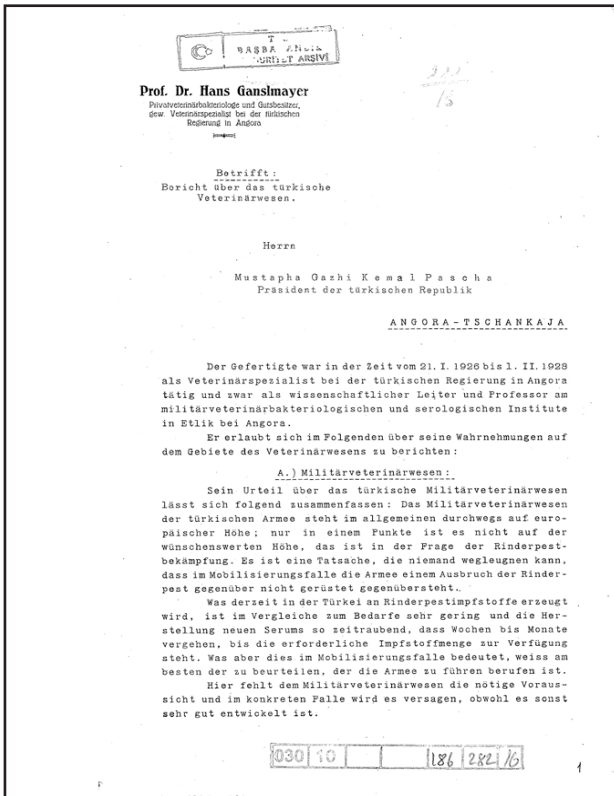 T
BAŞBA
ARŞİVİ
Prof. Dr. Hans Ganslmayer
Privatveterinärbakteriologe und Gutsbesitzer,
gew. Veterinärspezialist bei der türkischen
Regierung in Angora
Betrifft:
Bericht über das türkische
Veterinärwesen.
Herrn
Mustapha Gazhi Kemal Pascha
Präsident der türkischen Republik
ANGORA-TSCHANKAJA
Der Gefertigte war in der Zeit vom 21. I. 1926 bis 1. II. 1928
als Veterinärspezialist bei der türkischen Regierung in Angora
tätig und zwar als wissenschaftlicher Leiter und Professor am
militärveterinärbakteriologischen und serologischen Institute
in Etlik bei Angora.
Er erlaubt sich im Folgenden über seine Wahrnehmungen auf
dem Gebiete des Veterinärwesens zu berichten:
A.) Militärveterinärwesen:
Sein Urteil über das türkische Militärveterinärwesen
lässt sich folgend zusammenfassen: Das Militärveterinärwesen
der türkischen Armee steht im allgemeinen durchwegs auf euro-
päischer Höhe; nur in einem Punkte ist es nicht auf der
wünschenswerten Höhe, das ist in der Frage der Rinderpest-
bekämpfung. Es ist eine Tatsache, die niemand wegleugnen kann,
dass im Mobilisierungsfalle die Armee einem Ausbruch der Rinder-
pest gegenüber nicht gerüstet gegenübersteht.
Was derzeit in der Türkei an Rinderpestimpfstoffe erzeugt
wird, ist im Vergleiche zum Bedarfe sehr gering und die Her-
stellung neuen Serums so zeitraubend, dass Wochen bis Monate
vergehen, bis die erforderliche Impfstoffmenge zur Verfügung
steht. Was aber dies im Mobilisierungsfalle bedeutet, weiss am
besten der zu beurteilen, der die Armee zu führen berufen ist.
Hier fehlt dem Militärveterinärwesen die nötige Voraus-
sicht und im konkreten Falle wird es versagen, obwohl es sonst
sehr gut entwickelt ist.
030 10 186 282 16
1